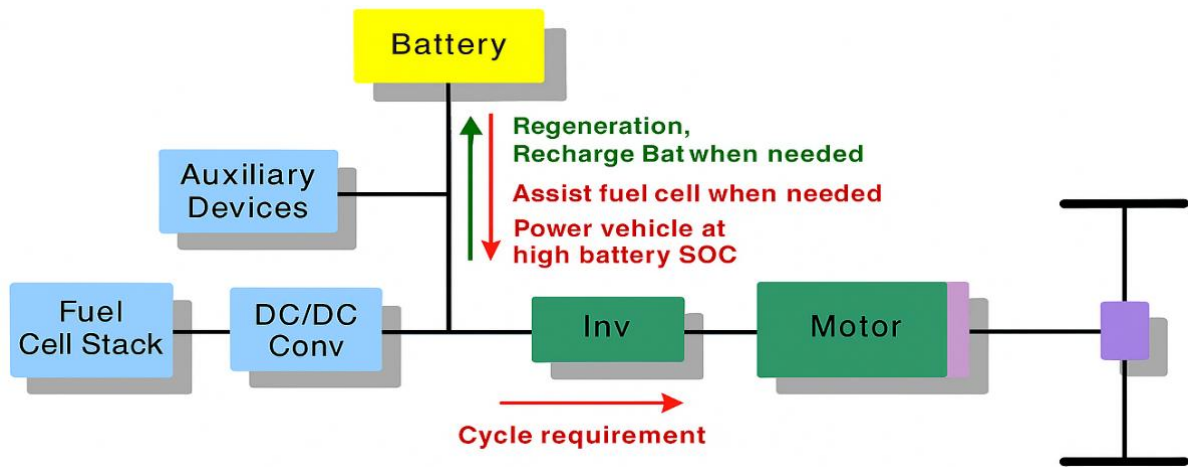 Battery
Regeneration,
Recharge Bat when needed
Auxiliary
Devices
Assist fuel cell when needed
Power vehicle at
high battery SOC
Fuel
Cell Stack
DC/DC
Conv
Inv
Motor
Cycle requirement